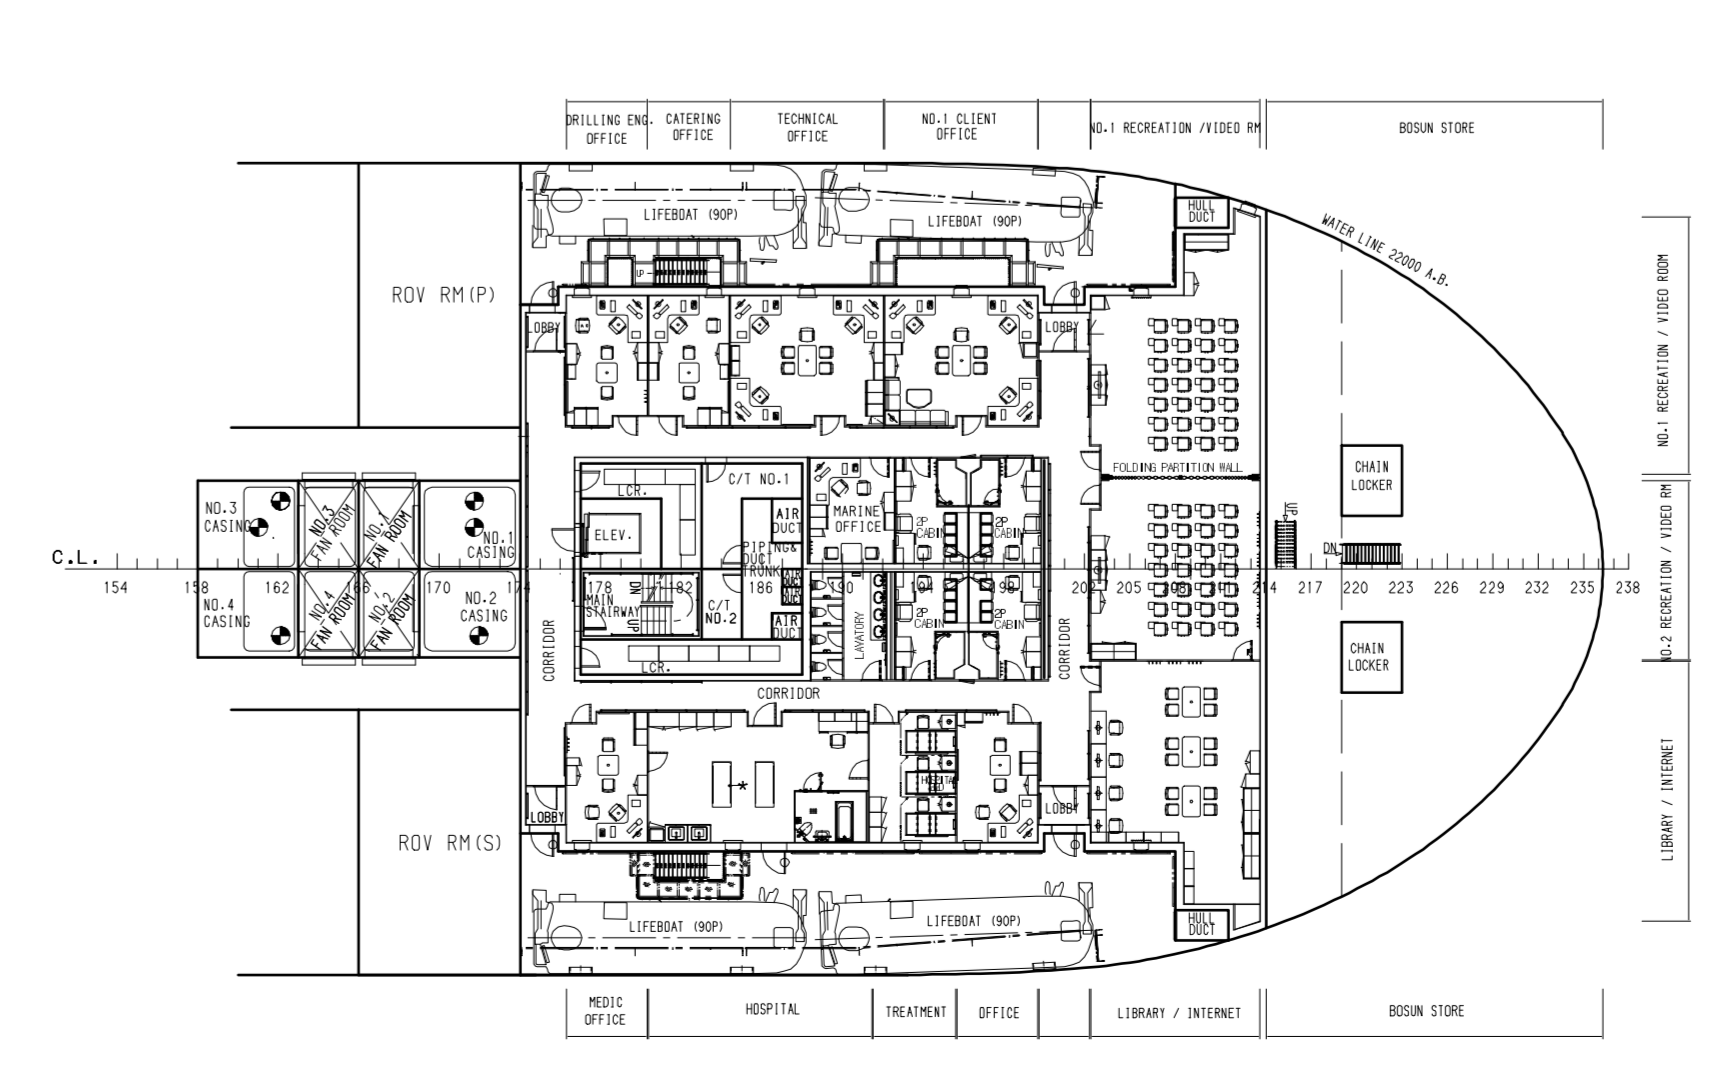 DRILLING ENG.
OFFICE
CATERING
OFFICE
TECHNICAL
OFFICE
NO.1 CLIENT
OFFICE
NO.1 RECREATION /VIDEO RM
BOSUN STORE
HULL
DUCT
LIFEBOAT (90P)
LIFEBOAT (90P)
WATER LINE 22000 A.B.
ROV RM(P)
UP
LOBBY
LOBBY
NO.1 RECREATION / VIDEO ROOM
FOLDING PARTITION WALL
CHAIN
LOCKER
LCR.
C/T NO.1
NO.3
CASING
NO.3
FAN ROOM
NO.1
FAN ROOM
NO.1
CASING
ELEV.
AIR
DUCT
MARINE
OFFICE
2P
CABIN
2P
CABIN
UP
DN
PIPING&
DUCT
TRUNK
C.L.
154
158
162
166
170
174
178
182
186
190
194
198
202
205
208
211
214
217
220
223
226
229
232
235
238
NO.4
CASING
NO.4
FAN ROOM
NO.2
FAN ROOM
NO.2
CASING
MAIN
STAIRWAY
DN
UP
C/T
NO.2
AIR
DUCT
AIR
DUCT
AIR
DUCT
LAVATORY
2P
CABIN
2P
CABIN
NO.2 RECREATION / VIDEO RM
CORRIDOR
CORRIDOR
LCR.
CORRIDOR
CHAIN
LOCKER
LIBRARY / INTERNET
HOSPITAL
BED
LOBBY
LOBBY
ROV RM(S)
*
LIFEBOAT (90P)
LIFEBOAT (90P)
HULL
DUCT
MEDIC
OFFICE
HOSPITAL
TREATMENT
OFFICE
LIBRARY / INTERNET
BOSUN STORE